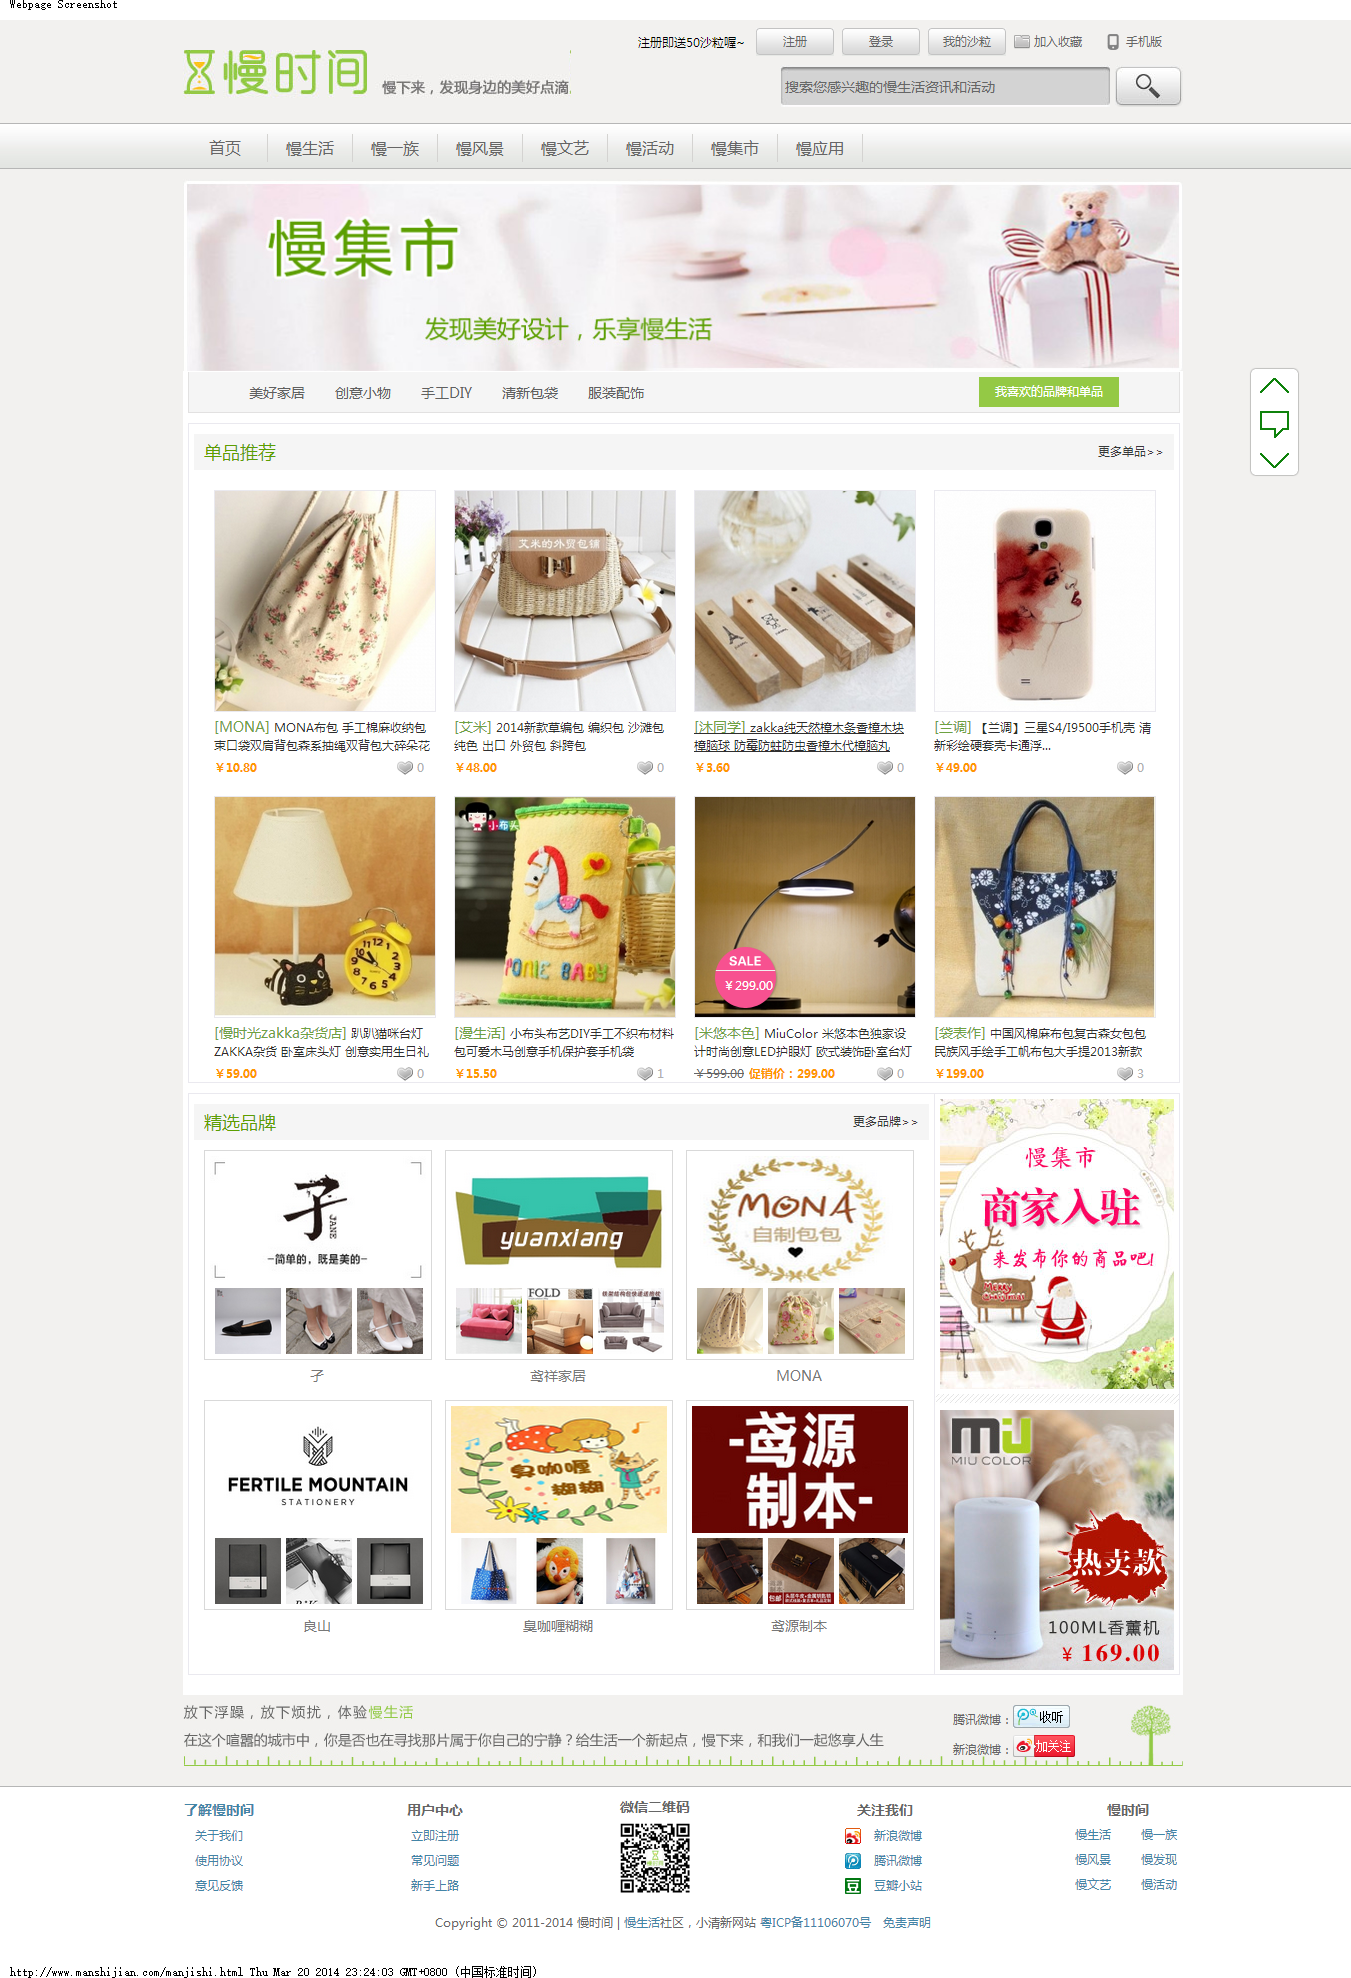 Webpage Screenshot
注册即送50沙粒喔~ 注册 登录 我的沙粒 加入收藏 手机版
慢时间 慢下来，发现身边的美好点滴
搜索您感兴趣的慢生活资讯和活动
首页 慢生活 慢一族 慢风景 慢文艺 慢活动 慢集市 慢应用
慢集市
发现美好设计，乐享慢生活
美好家居 创意小物 手工DIY 清新包袋 服装配饰 我喜欢的品牌和单品
单品推荐 更多单品>>
艾米的外贸包铺
[MONA] MONA布包 手工棉麻收纳包
束口袋双肩背包森系抽绳双背包大碎朵花
￥10.80 0
[艾米] 2014新款草编包 编织包 沙滩包
纯色 出口 外贸包 斜跨包
￥48.00 0
[沐同学] zakka纯天然樟木条香樟木块
樟脑球 防霉防蛀防虫香樟木代樟脑丸
￥3.60 0
[兰调] 【兰调】三星S4/I9500手机壳 清
新彩绘硬套壳卡通浮...
￥49.00 0
小布头
PONIE BABY
SALE
￥299.00
[慢时光zakka杂货店] 趴趴猫咪台灯
ZAKKA杂货 卧室床头灯 创意实用生日礼
￥59.00 0
[漫生活] 小布头布艺DIY手工不织布材料
包可爱木马创意手机保护套手机袋
￥15.50 1
[米悠本色] MiuColor 米悠本色独家设
计时尚创意LED护眼灯 欧式装饰卧室台灯
￥599.00 促销价：299.00 0
[袋表作] 中国风棉麻布包复古森女包包
民族风手绘手工帆布包大手提2013新款
￥199.00 3
精选品牌 更多品牌>>
孑
JANE
-简单的，既是美的-
yuanxiang
FOLD
MONA
自制包包
孑 鸢祥家居 MONA
FERTILE MOUNTAIN
STATIONERY
臭咖喱
糊糊
-鸢源
制本-
包邮
良山 臭咖喱糊糊 鸢源制本
慢集市
商家入驻
来发布你的商品吧!
Merry Christmas
MIU
MIU COLOR
热卖款
100ML香薰机
￥169.00
放下浮躁，放下烦扰，体验慢生活
在这个喧嚣的城市中，你是否也在寻找那片属于你自己的宁静？给生活一个新起点，慢下来，和我们一起悠享人生
腾讯微博： 收听
新浪微博： 加关注
了解慢时间 用户中心 微信二维码 关注我们 慢时间
关于我们 立即注册 新浪微博 慢生活 慢一族
使用协议 常见问题 腾讯微博 慢风景 慢发现
意见反馈 新手上路 豆 豆瓣小站 慢文艺 慢活动
Copyright © 2011-2014 慢时间 | 慢生活社区，小清新网站 粤ICP备11106070号 免责声明
http://www.manshijian.com/manjishi.html Thu Mar 20 2014 23:24:03 GMT+0800 (中国标准时间)